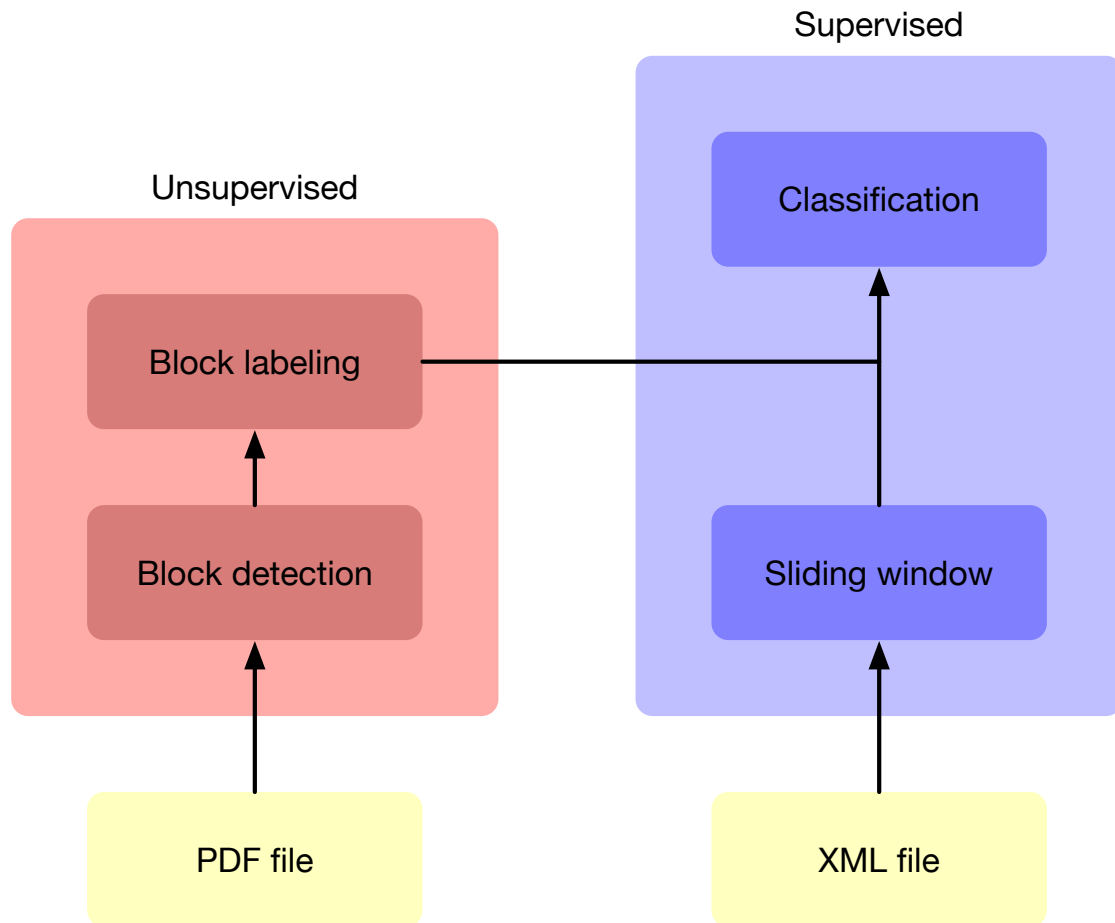 Supervised
Unsupervised
Classification
Block labeling
Block detection
Sliding window
PDF file
XML file